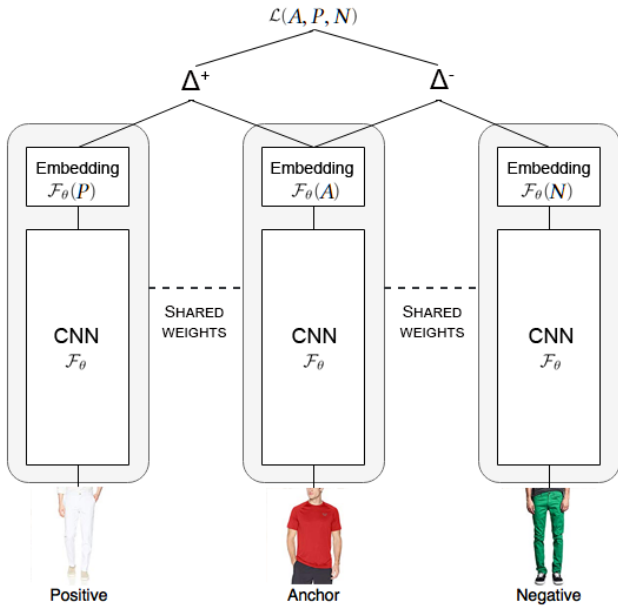 ℒ(A, P, N)
Δ⁺ Δ⁻
Embedding Embedding Embedding
ℱθ(P) ℱθ(A) ℱθ(N)
SHARED SHARED
WEIGHTS WEIGHTS
CNN CNN CNN
ℱθ ℱθ ℱθ
Positive Anchor Negative